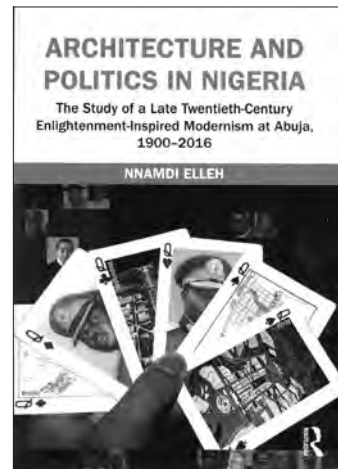 ARCHITECTURE AND
POLITICS IN NIGERIA
The Study of a Late Twentieth-Century
Enlightenment-Inspired Modernism at Abuja,
1900–2016
NNAMDI ELLEH
Q
Q
Q
Q
Q
Q
R